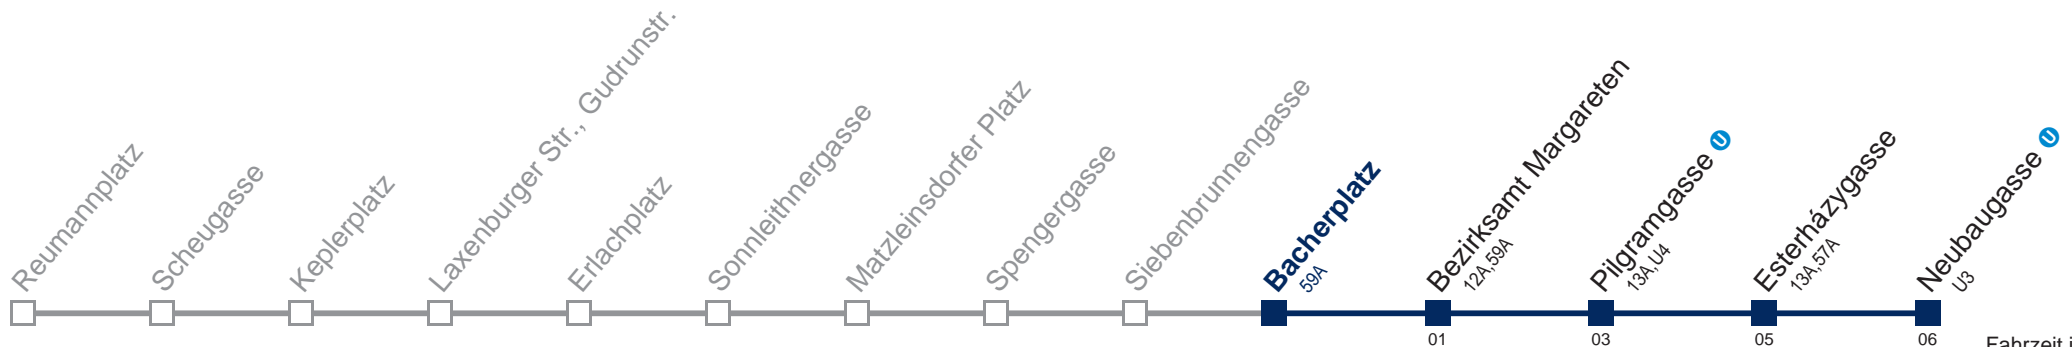 Reumannplatz
Scheugasse
Keplerplatz
Laxenburger Str., Gudrunstr.
Erlachplatz
Sonnleithnergasse
Matzleinsdorfer Platz
Spengergasse
Siebenbrunnengasse
Bacherplatz
59A
Bezirksamt Margareten
12A,59A
Pilgramgasse U
13A,U4
Esterházygasse
13A,57A
Neubaugasse U
U3
01
03
05
06
Fahrzeit